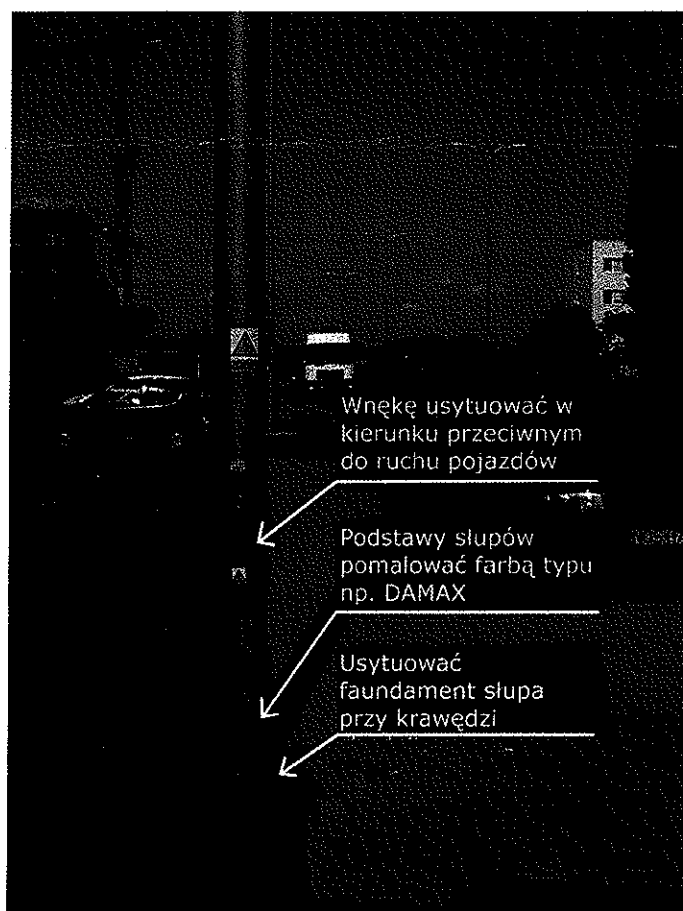 Wnękę usytuować w
kierunku przeciwnym
do ruchu pojazdów
Podstawy słupów
pomalować farbą typu
np. DAMAX
Usytuować
faundament słupa
przy krawędzi